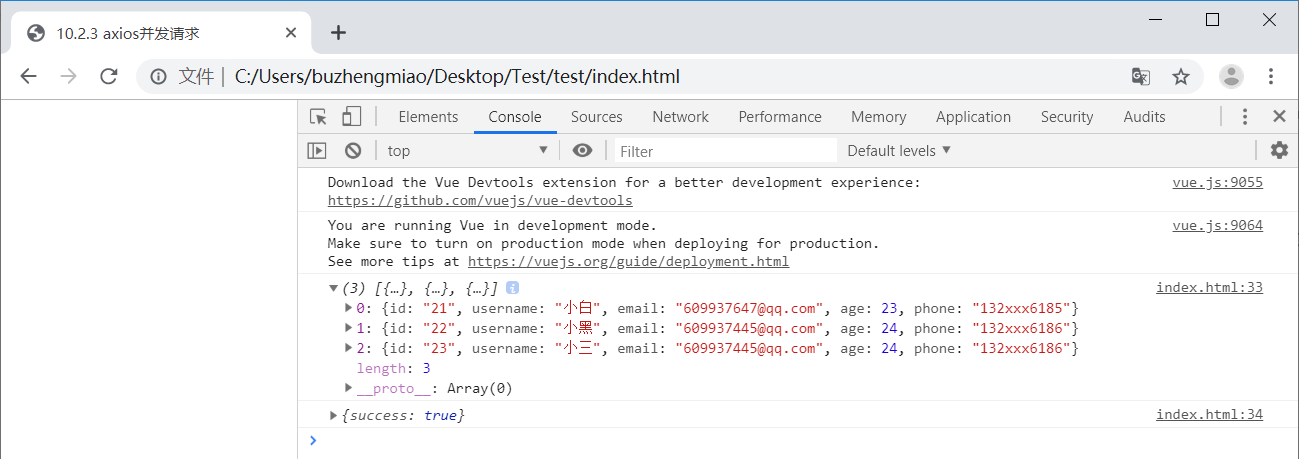 10.2.3 axios并发请求
文件 | C:/Users/buzhengmiao/Desktop/Test/test/index.html
Elements Console Sources Network Performance Memory Application Security Audits
top Filter Default levels
Download the Vue Devtools extension for a better development experience: vue.js:9055
https://github.com/vuejs/vue-devtools
You are running Vue in development mode. vue.js:9064
Make sure to turn on production mode when deploying for production.
See more tips at https://vuejs.org/guide/deployment.html
(3) [{…}, {…}, {…}] index.html:33
0: {id: "21", username: "小白", email: "609937647@qq.com", age: 23, phone: "132xxx6185"}
1: {id: "22", username: "小黑", email: "609937445@qq.com", age: 24, phone: "132xxx6186"}
2: {id: "23", username: "小三", email: "609937445@qq.com", age: 24, phone: "132xxx6186"}
length: 3
__proto__: Array(0)
{success: true} index.html:34